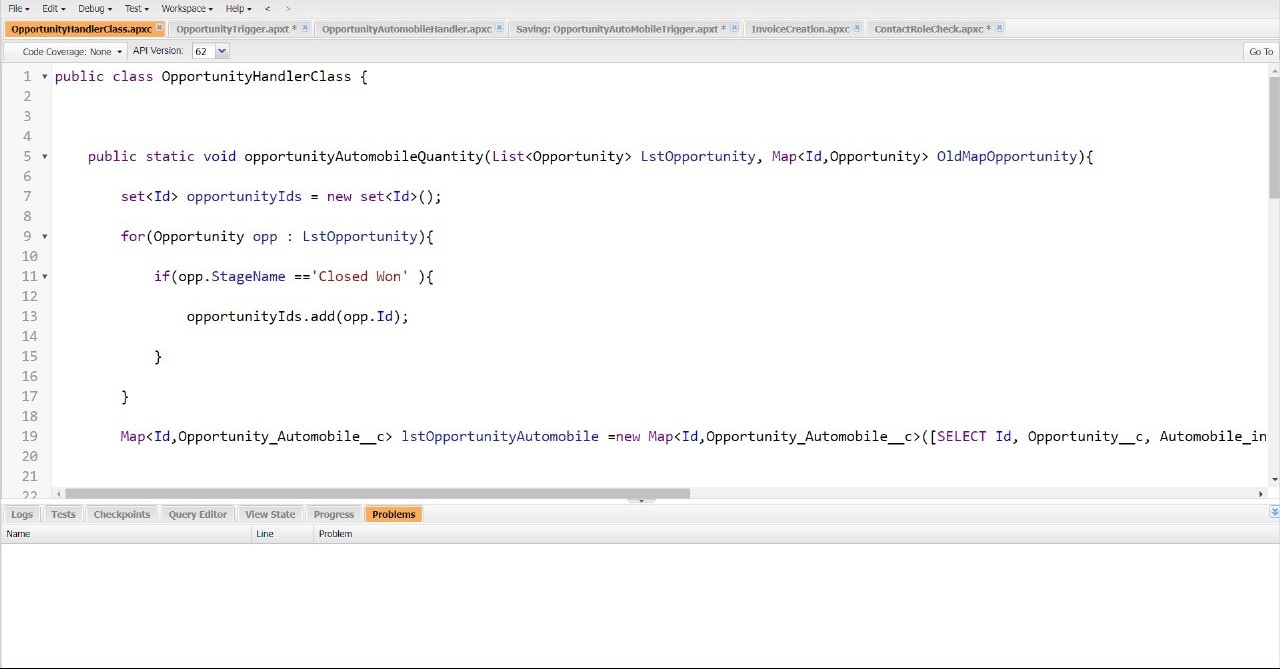 File Edit Debug Test Workspace Help < >
OpportunityHandlerClass.apxc OpportunityTrigger.apxt * OpportunityAutomobileHandler.apxc Saving: OpportunityAutoMobileTrigger.apxt * InvoiceCreation.apxc ContactRoleCheck.apxc *
Code Coverage: None API Version: 62 Go To
1 public class OpportunityHandlerClass {
2
3
4
5 public static void opportunityAutomobileQuantity(List<Opportunity> LstOpportunity, Map<Id,Opportunity> OldMapOpportunity){
6
7 set<Id> opportunityIds = new set<Id>();
8
9 for(Opportunity opp : LstOpportunity){
10
11 if(opp.StageName =='Closed Won' ){
12
13 opportunityIds.add(opp.Id);
14
15 }
16
17 }
18
19 Map<Id,Opportunity_Automobile__c> lstOpportunityAutomobile =new Map<Id,Opportunity_Automobile__c>([SELECT Id, Opportunity__c, Automobile_in
20
21
22
Logs Tests Checkpoints Query Editor View State Progress Problems
Name Line Problem